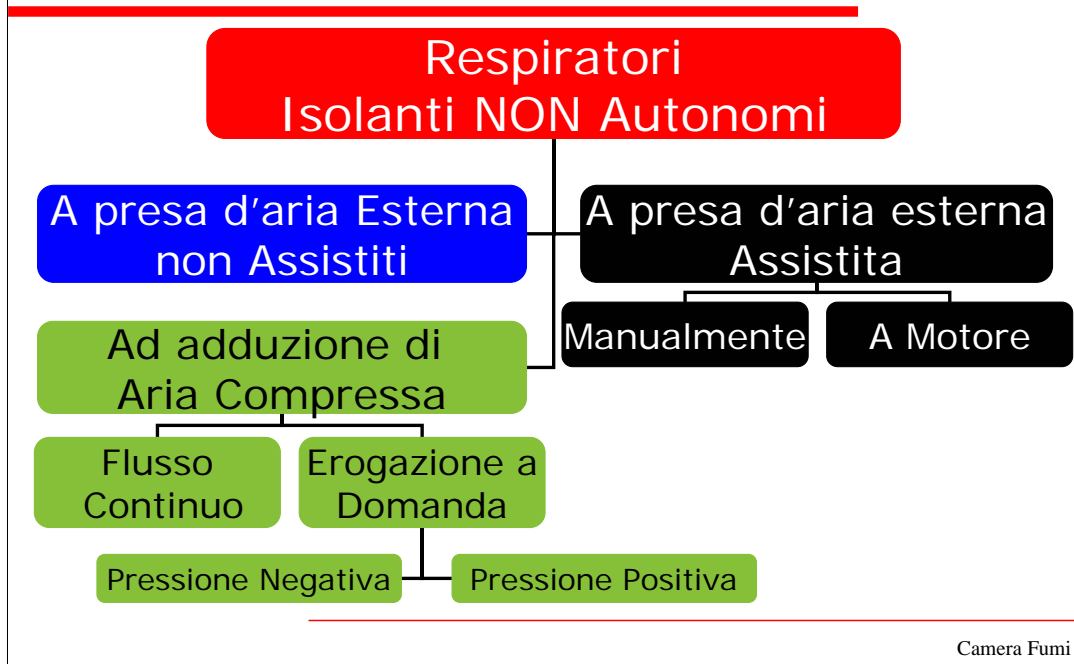 Respiratori
Isolanti NON Autonomi
A presa d'aria Esterna
non Assistiti
A presa d'aria esterna
Assistita
Manualmente
A Motore
Ad adduzione di
Aria Compressa
Flusso
Continuo
Erogazione a
Domanda
Pressione Negativa
Pressione Positiva
Camera Fumi